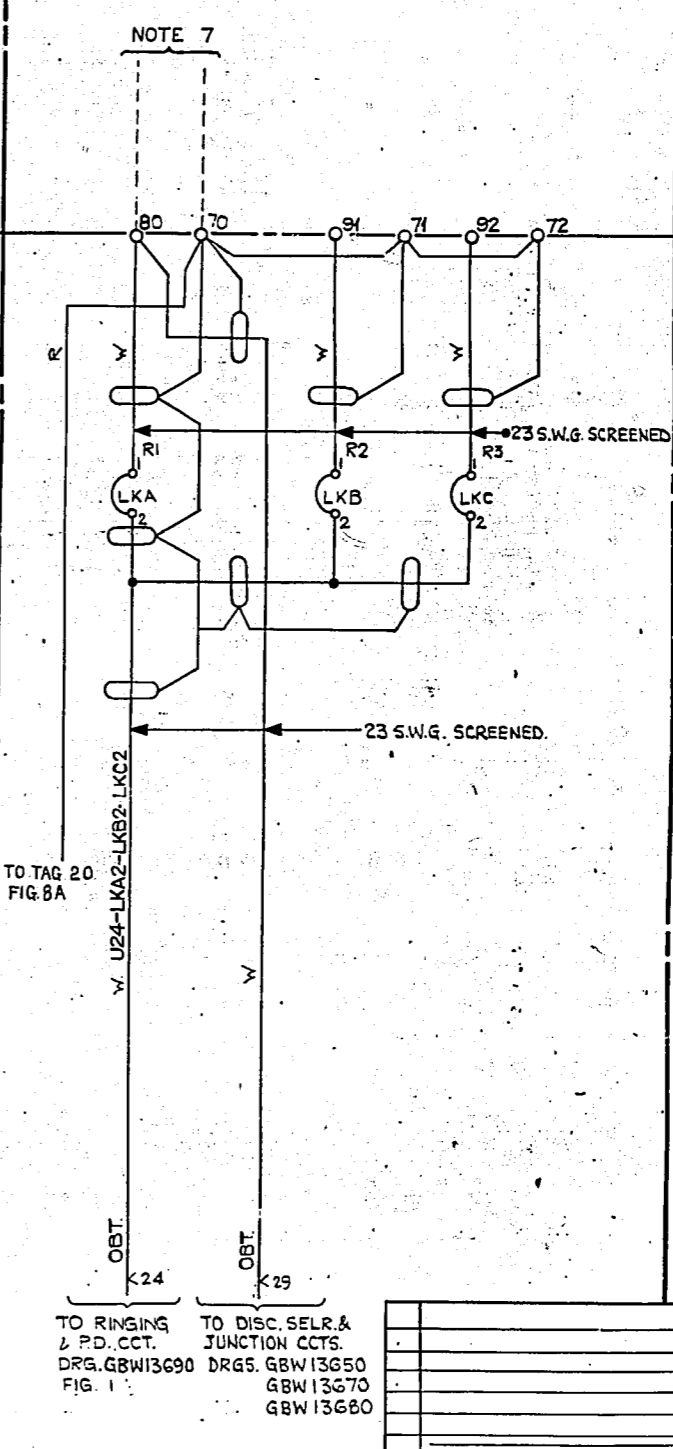 NOTE 7
80 70 91 71 92 72
R W W W
23 S.W.G. SCREENED
R1 R2 R3
1 1 1
LKA LKB LKC
2 2 2
23 S.W.G. SCREENED.
TO TAG 20
FIG.8A
W. U24-LKA2-LKB2-LKC2
W
OBT. OBT.
24 29
TO RINGING
& P.D. CCT.
DRG.GBW13690
FIG. 1
TO DISC. SELR.&
JUNCTION CCTS.
DRGS. GBW13650
GBW13670
GBW13680